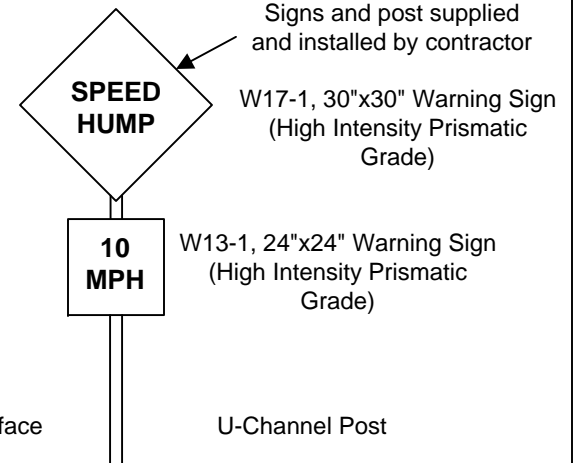 Signs and post supplied
and installed by contractor
SPEED
HUMP
W17-1, 30"x30" Warning Sign
(High Intensity Prismatic
Grade)
10
MPH
W13-1, 24"x24" Warning Sign
(High Intensity Prismatic
Grade)
face
U-Channel Post